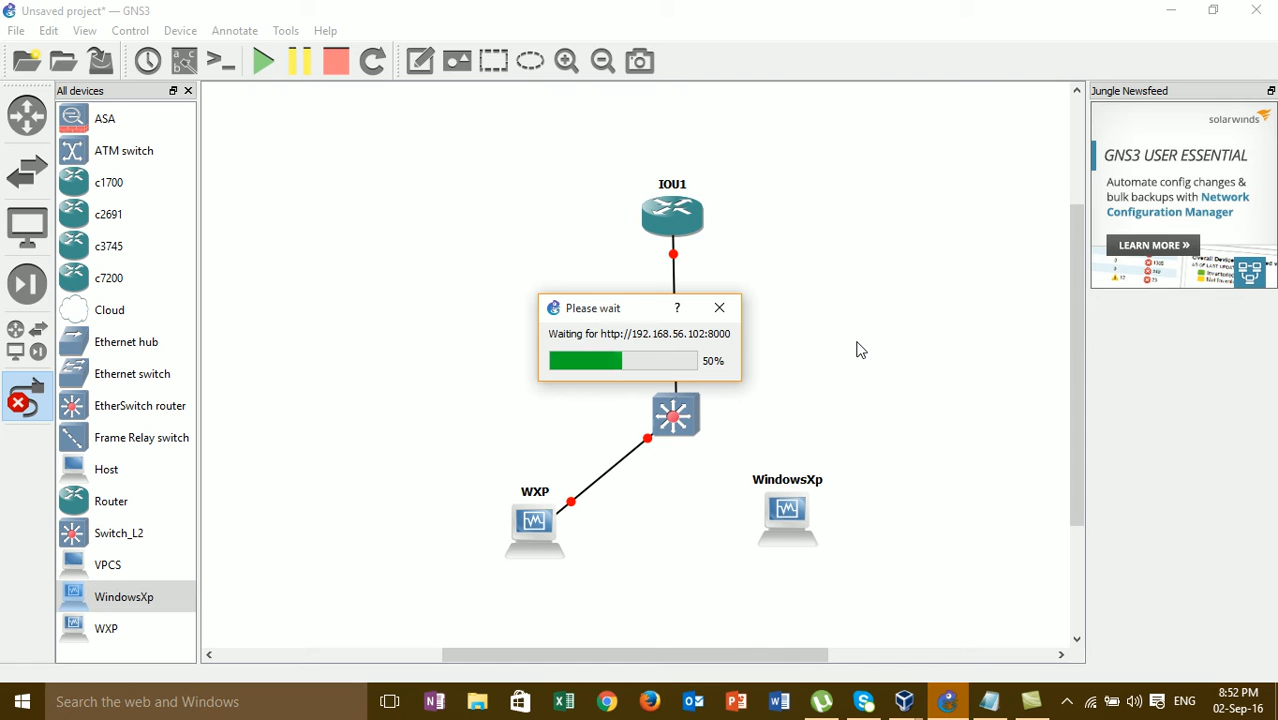 Unsaved project* — GNS3
File Edit View Control Device Annotate Tools Help
All devices
ASA
ATM switch
c1700
c2691
c3745
c7200
Cloud
Ethernet hub
Ethernet switch
EtherSwitch router
Frame Relay switch
Host
Router
Switch_L2
VPCS
WindowsXp
WXP
IOU1
Please wait
?
Waiting for http://192.168.56.102:8000
50%
WXP
WindowsXp
Jungle Newsfeed
solarwinds
GNS3 USER ESSENTIAL
Automate config changes &
bulk backups with Network
Configuration Manager
LEARN MORE »
Search the web and Windows
ENG
8:52 PM
02-Sep-16